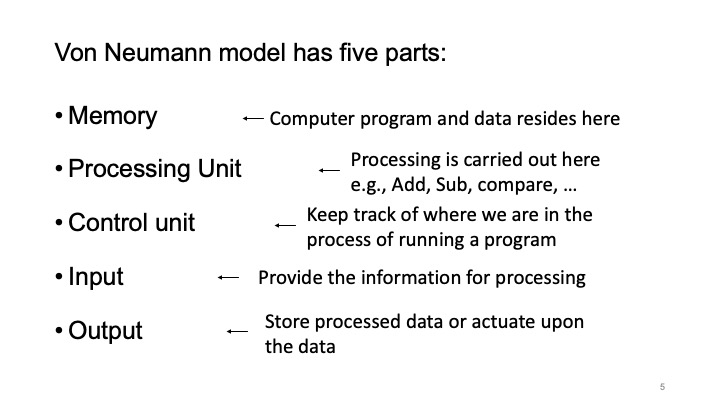 Von Neumann model has five parts:
• Memory
Computer program and data resides here
• Processing Unit
Processing is carried out here
e.g., Add, Sub, compare, ...
• Control unit
Keep track of where we are in the
process of running a program
• Input
Provide the information for processing
• Output
Store processed data or actuate upon
the data
5